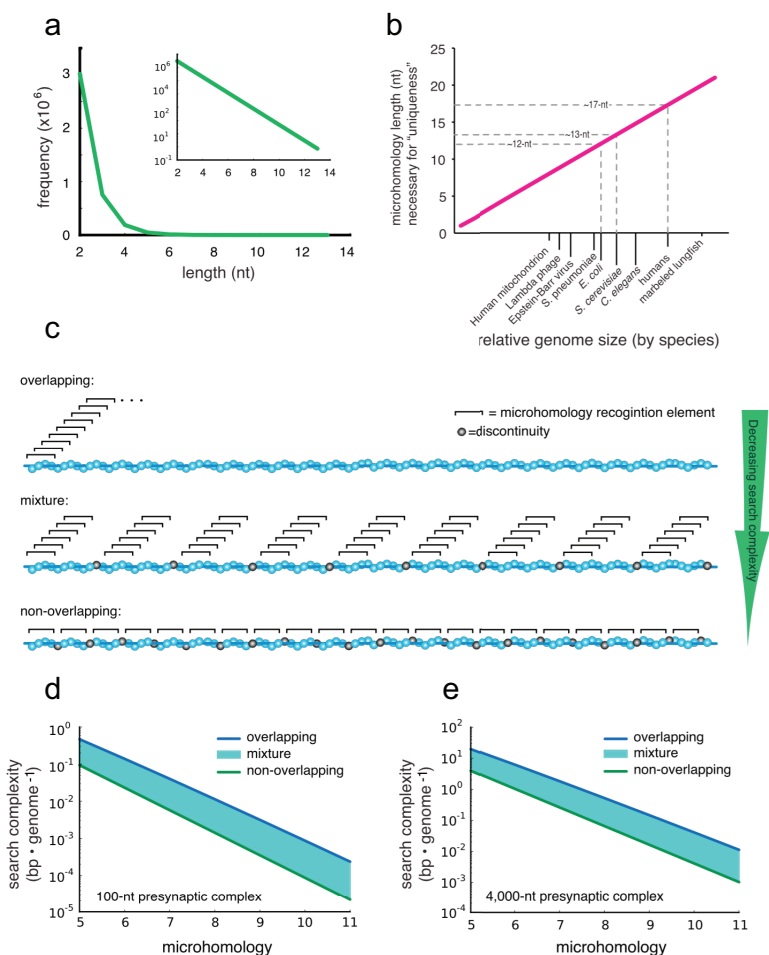 a
frequency (x10⁶)
3
2
1
0
2 4 6 8 10 12 14
length (nt)
10⁶
10⁴
10²
10¹
10⁻¹
2 4 6 8 10 12 14
b
microhomology length (nt)
necessary for "uniqueness"
25
20
15
10
5
0
~17-nt
~13-nt
~12-nt
Human mitochondrion
Lambda phage
Epstein-Barr virus
S. pneumoniae
E. coli
S. cerevisiae
C. elegans
humans
marbeled lungfish
relative genome size (by species)
c
overlapping:
. . .
= microhomology recogintion element
=discontinuity
mixture:
non-overlapping:
Decreasing search complexity
d
search complexity
(bp • genome⁻¹)
10⁰
10⁻¹
10⁻²
10⁻³
10⁻⁴
10⁻⁵
overlapping
mixture
non-overlapping
100-nt presynaptic complex
5 6 7 8 9 10 11
microhomology
e
search complexity
(bp • genome⁻¹)
10²
10¹
10⁰
10⁻¹
10⁻²
10⁻³
10⁻⁴
overlapping
mixture
non-overlapping
4,000-nt presynaptic complex
5 6 7 8 9 10 11
microhomology